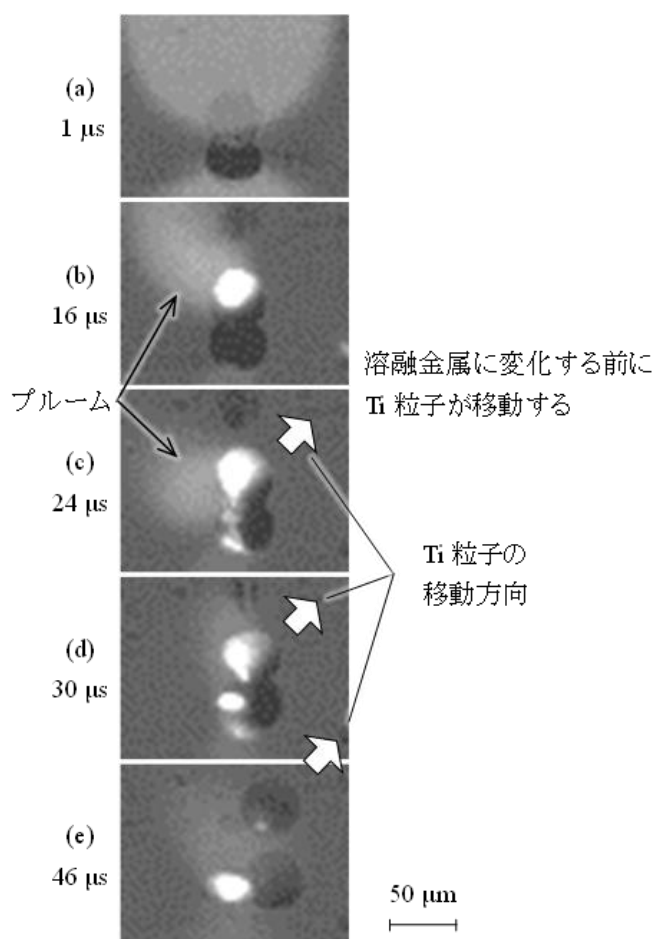 (a)
1 μs
(b)
16 μs
溶融金属に変化する前に
Ti 粒子が移動する
プルーム
(c)
24 μs
Ti 粒子の
移動方向
(d)
30 μs
(e)
46 μs
50 μm